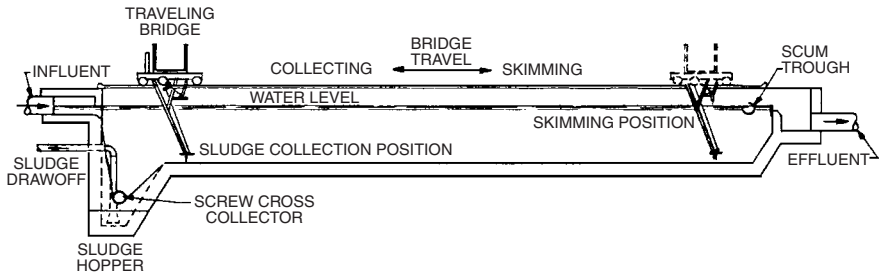 TRAVELING
BRIDGE
INFLUENT
COLLECTING
BRIDGE
TRAVEL
SKIMMING
SCUM
TROUGH
WATER LEVEL
SKIMMING POSITION
SLUDGE COLLECTION POSITION
SLUDGE
DRAWOFF
EFFLUENT
SCREW CROSS
COLLECTOR
SLUDGE
HOPPER